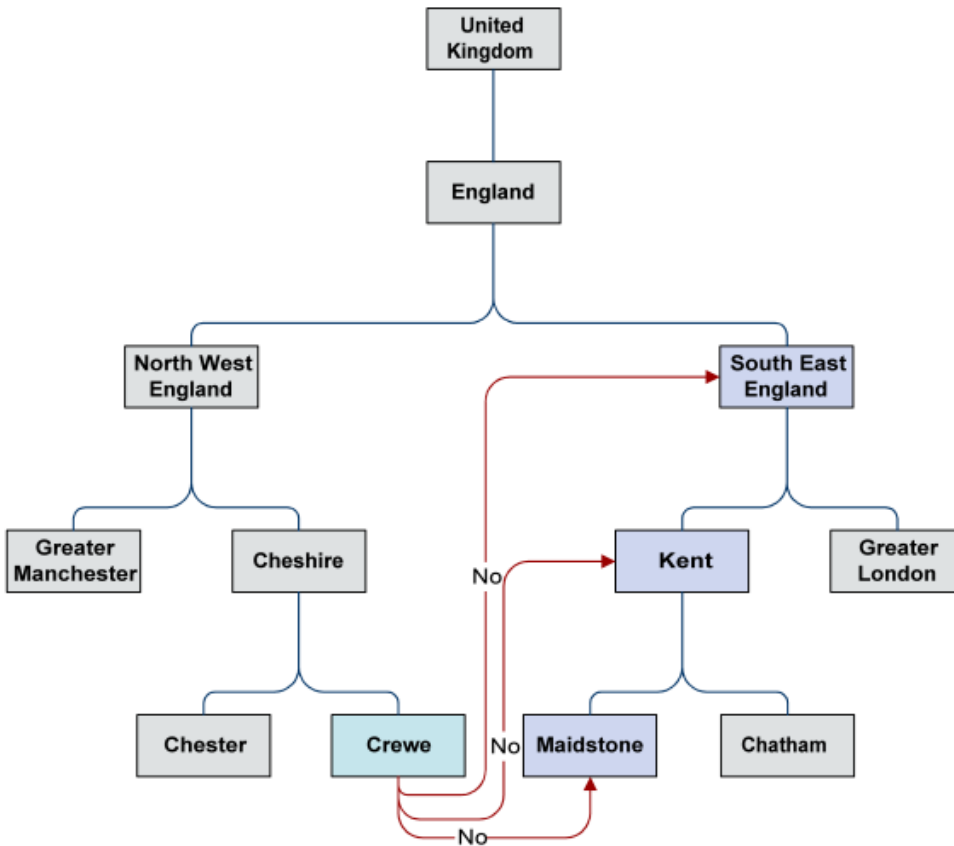 United
Kingdom
England
North West
England
South East
England
Greater
Manchester
Cheshire
Kent
Greater
London
No
Chester
Crewe
No
Maidstone
Chatham
No